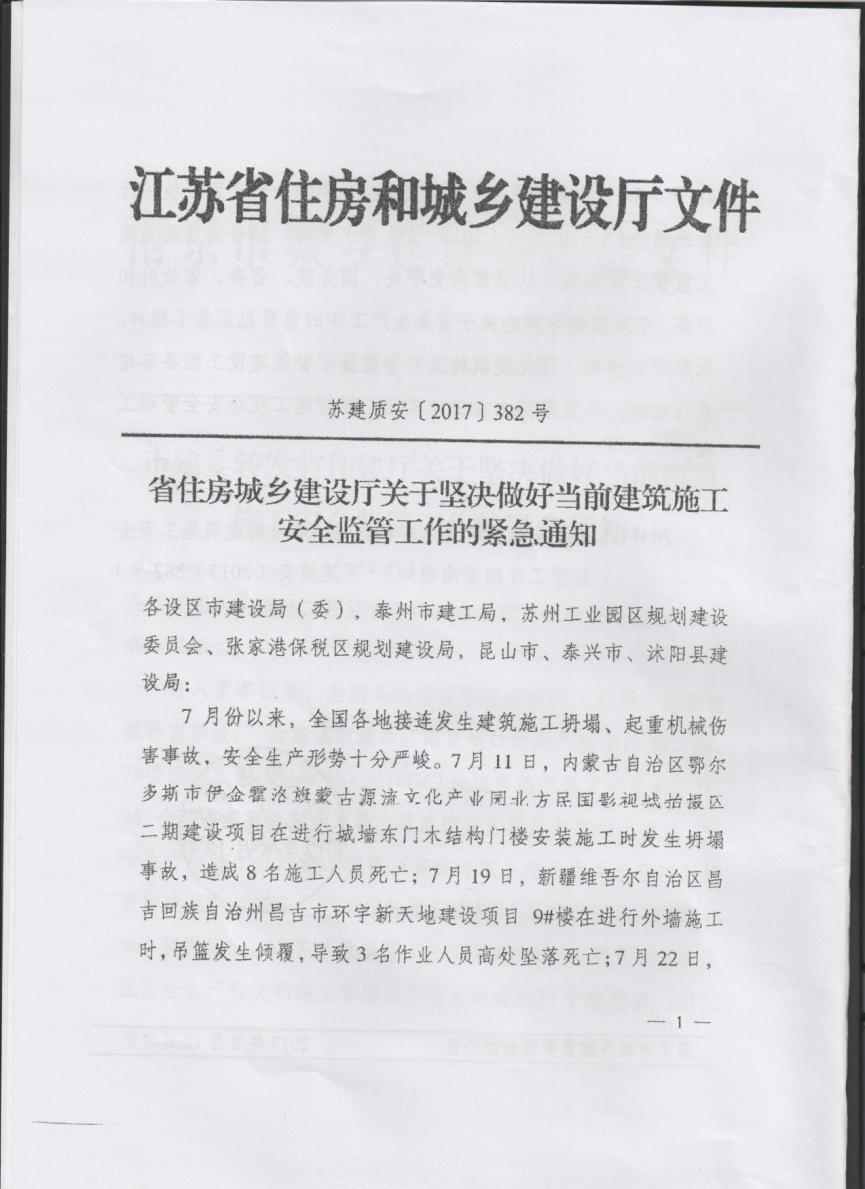 江苏省住房和城乡建设厅文件
苏建质安〔2017〕382号
省住房城乡建设厅关于坚决做好当前建筑施工
安全监管工作的紧急通知
各设区市建设局（委），泰州市建工局，苏州工业园区规划建设
委员会、张家港保税区规划建设局，昆山市、泰兴市、沭阳县建
设局：
7月份以来，全国各地接连发生建筑施工坍塌、起重机械伤
害事故，安全生产形势十分严峻。7月11日，内蒙古自治区鄂尔
多斯市伊金霍洛旗蒙古源流文化产业园北方民国影视城拍摄区
二期建设项目在进行城墙东门木结构门楼安装施工时发生坍塌
事故，造成8名施工人员死亡；7月19日，新疆维吾尔自治区昌
吉回族自治州昌吉市环宇新天地建设项目9#楼在进行外墙施工
时，吊篮发生倾覆，导致3名作业人员高处坠落死亡；7月22日，
— 1 —